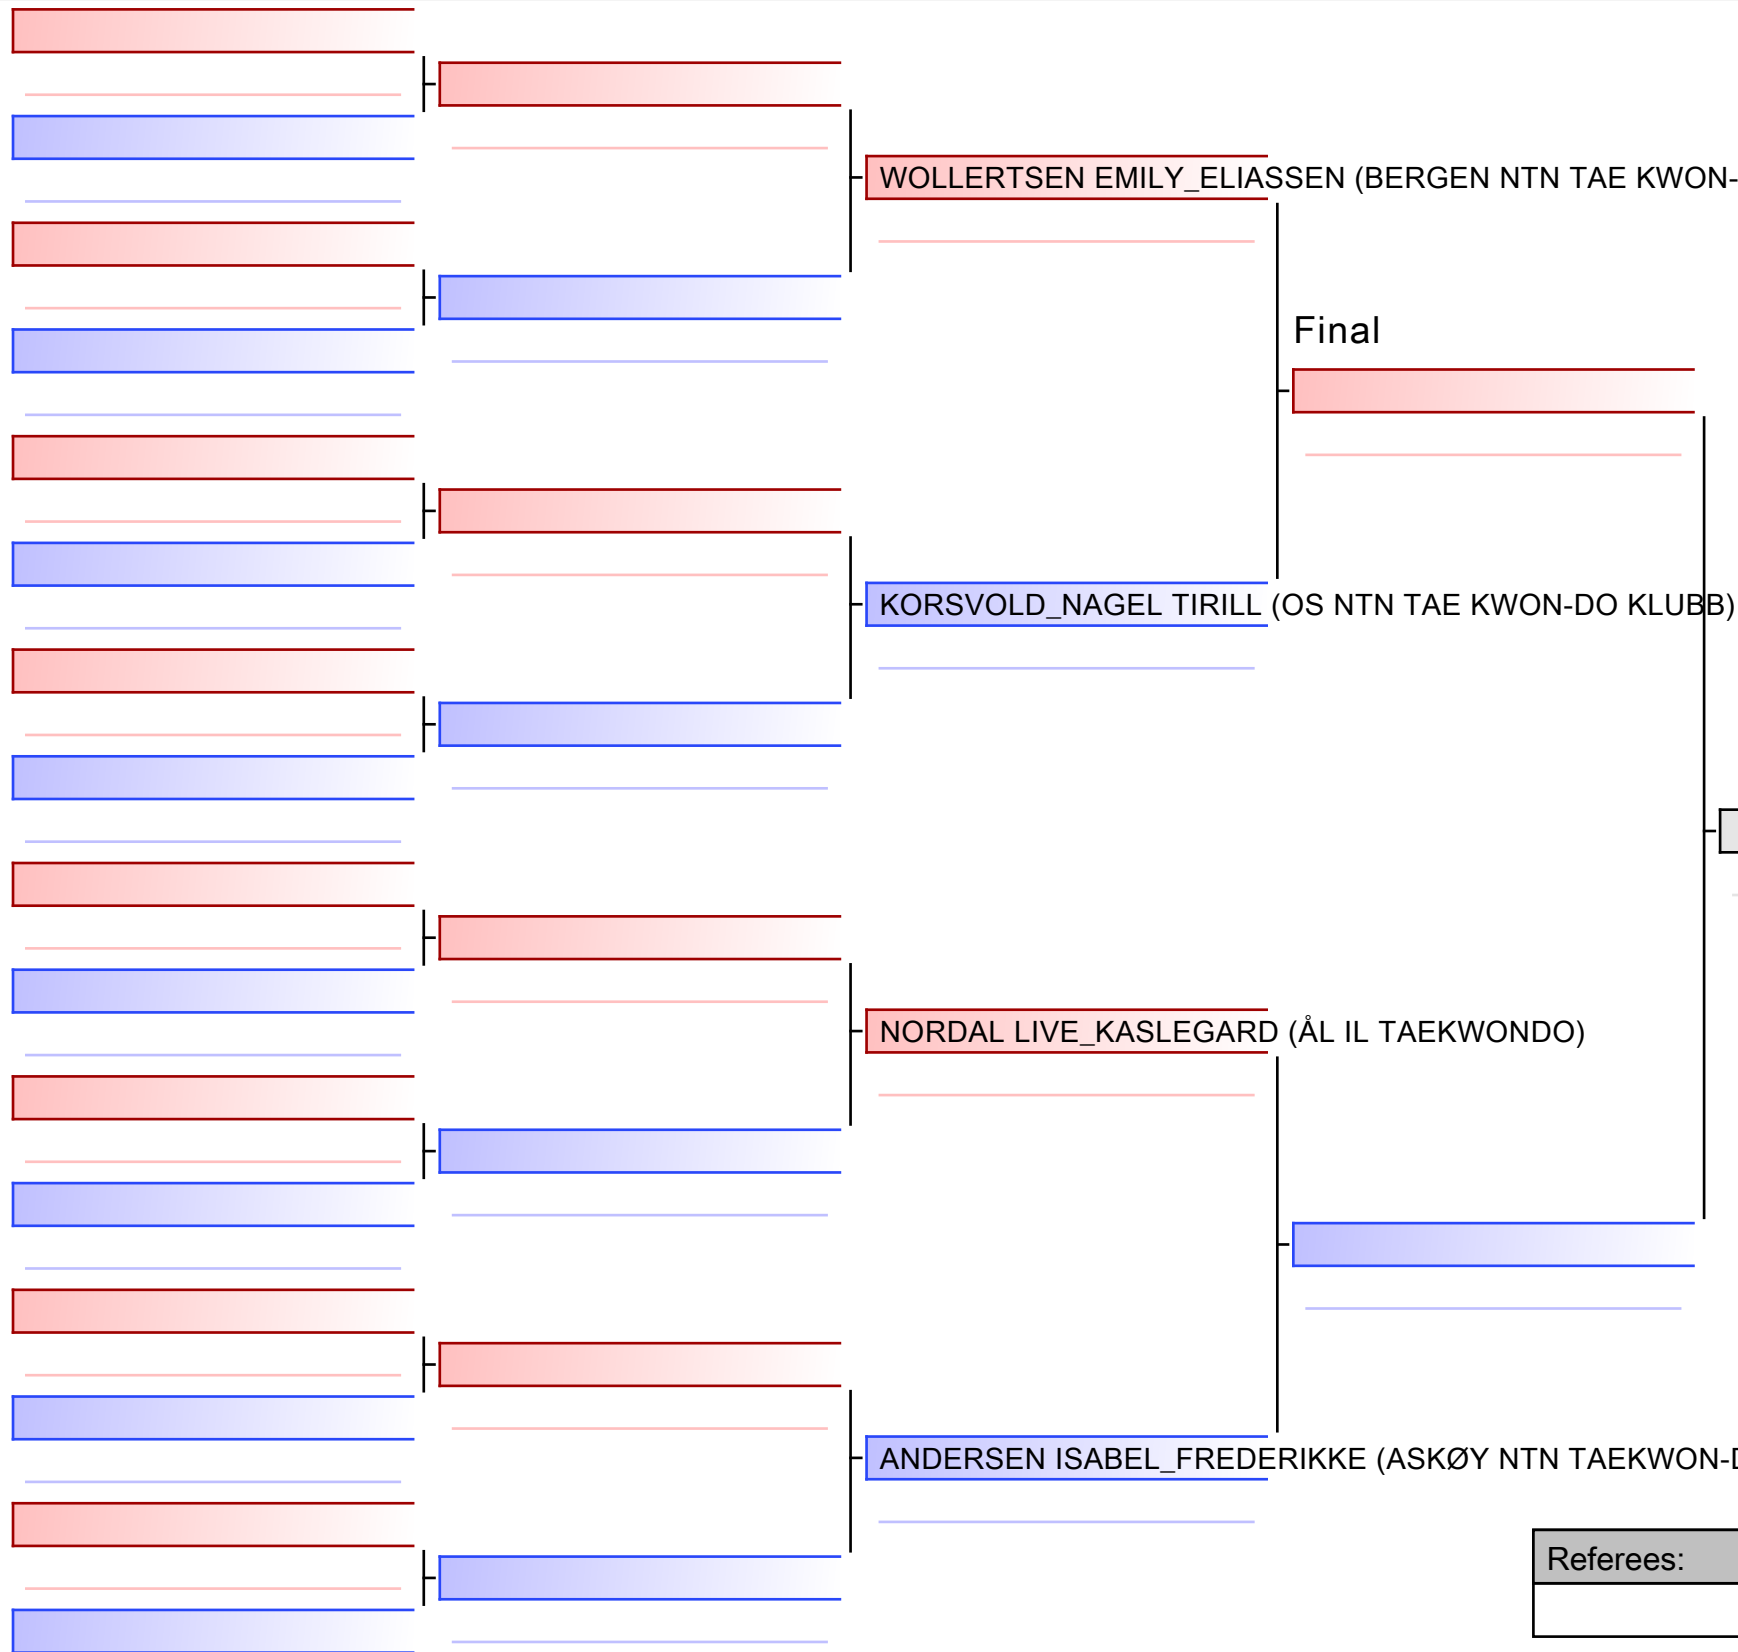 WOLLERTSEN EMILY_ELIASSEN (BERGEN NTN TAE KWON-
Final
KORSVOLD_NAGEL TIRILL (OS NTN TAE KWON-DO KLUBB)
NORDAL LIVE_KASLEGARD (ÅL IL TAEKWONDO)
ANDERSEN ISABEL_FREDERIKKE (ASKØY NTN TAEKWON-D
Referees: